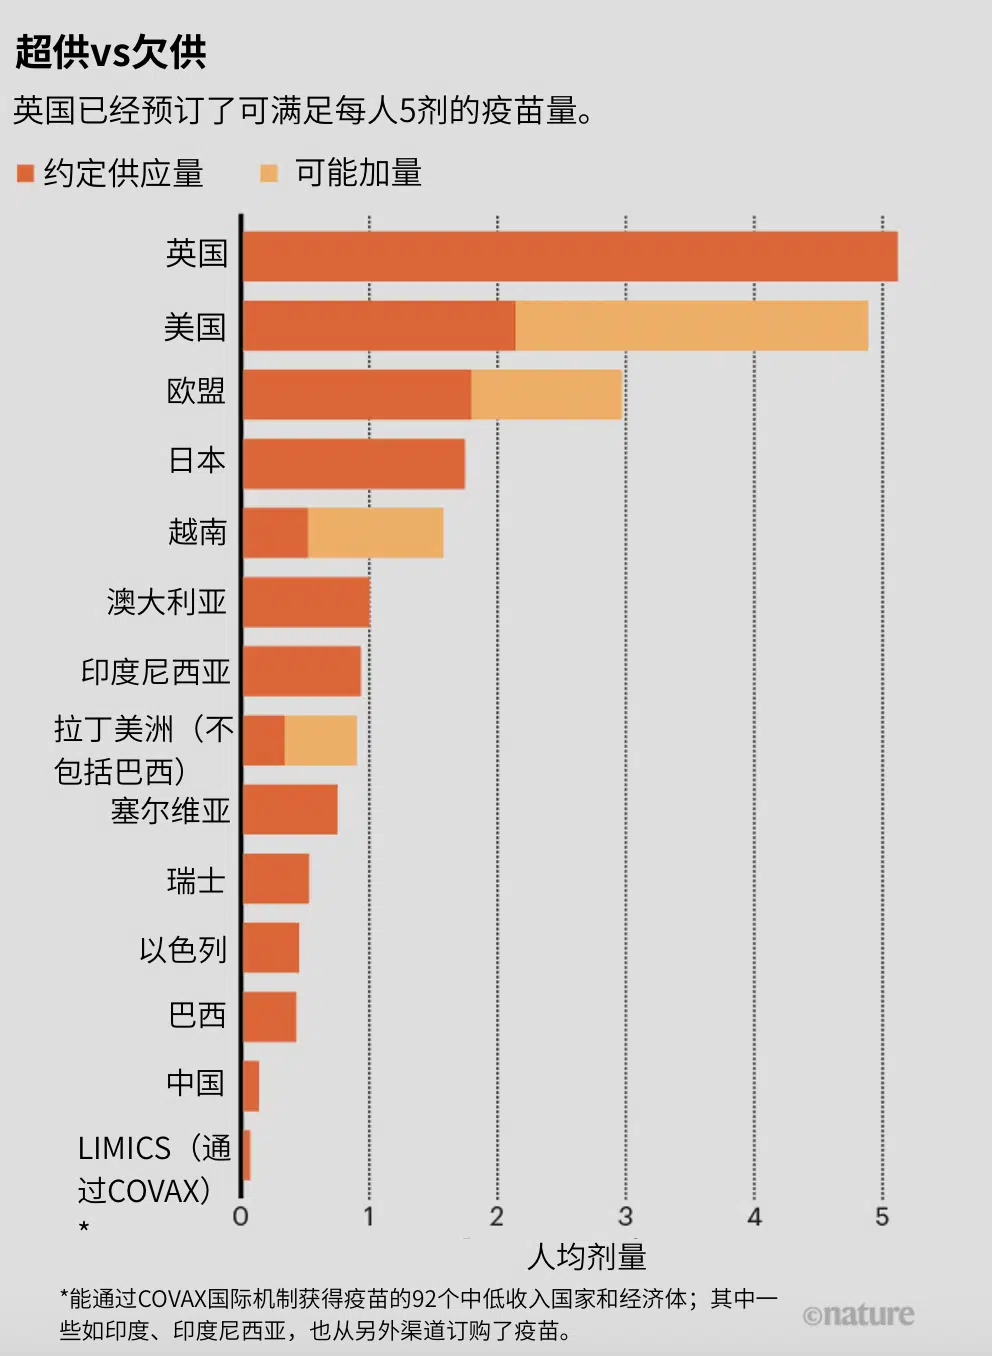 超供vs欠供
英国已经预订了可满足每人5剂的疫苗量。
约定供应量 可能加量
英国
美国
欧盟
日本
越南
澳大利亚
印度尼西亚
拉丁美洲（不
包括巴西）
塞尔维亚
瑞士
以色列
巴西
中国
LIMICS（通
过COVAX）
*
0 1 2 3 4 5
人均剂量
*能通过COVAX国际机制获得疫苗的92个中低收入国家和经济体；其中一
些如印度、印度尼西亚，也从另外渠道订购了疫苗。
©nature